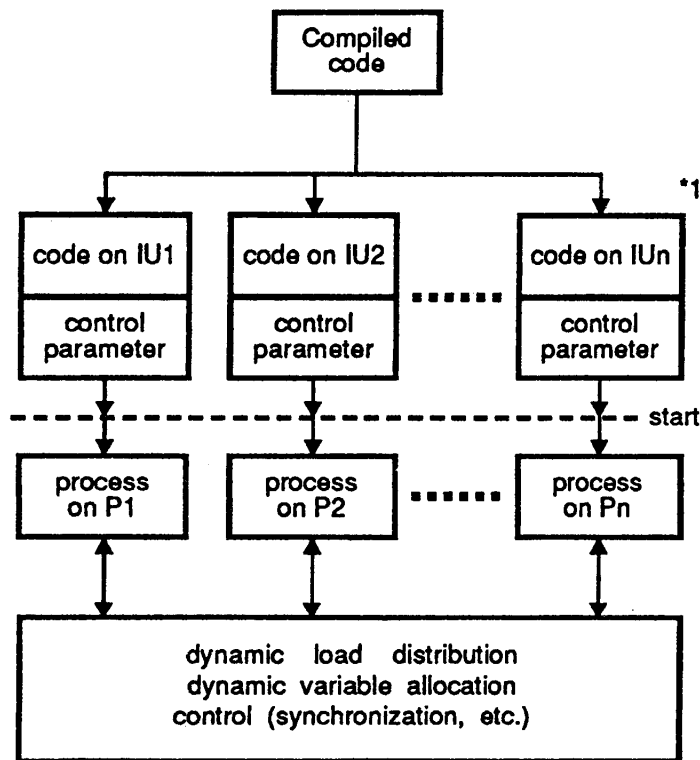 Compiled
code
*1
code on IU1
code on IU2
code on IUn
control
parameter
control
parameter
control
parameter
start
process
on P1
process
on P2
process
on Pn
dynamic load distribution
dynamic variable allocation
control (synchronization, etc.)